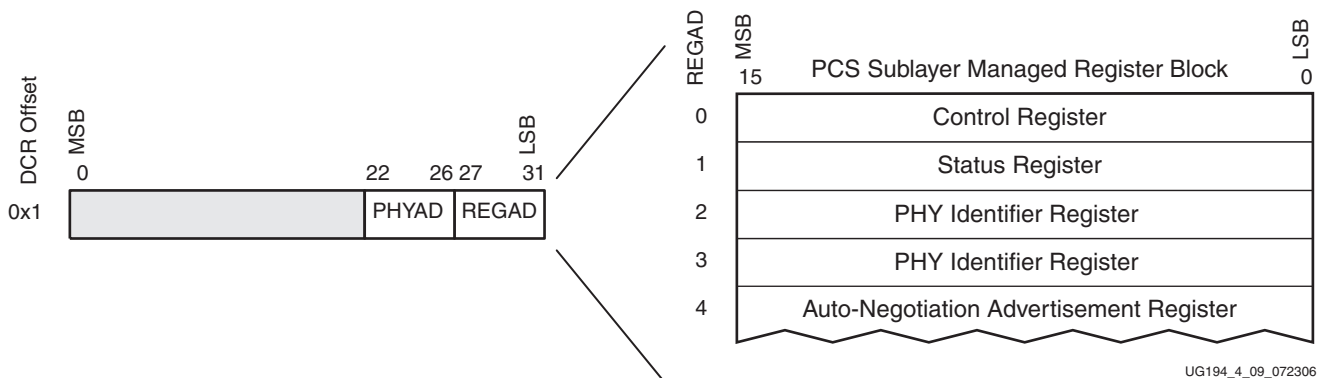 DCR Offset
MSB
LSB
0
22
26 27
31
0x1
PHYAD
REGAD
REGAD
MSB
LSB
15
PCS Sublayer Managed Register Block
0
0
Control Register
1
Status Register
2
PHY Identifier Register
3
PHY Identifier Register
4
Auto-Negotiation Advertisement Register
UG194_4_09_072306